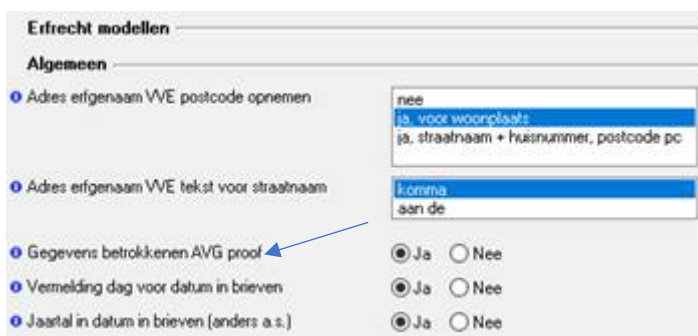 Erfrecht modellen
Algemeen
Adres erfgenaam VVE postcode opnemen
nee
ja, voor woonplaats
ja, straatnaam + huisnummer, postcode pc
Adres erfgenaam VVE tekst voor straatnaam
komma
aan de
Gegevens betrokkenen AVG proof
Ja Nee
Vermelding dag voor datum in brieven
Ja Nee
Jaartal in datum in brieven (anders a.s.)
Ja Nee